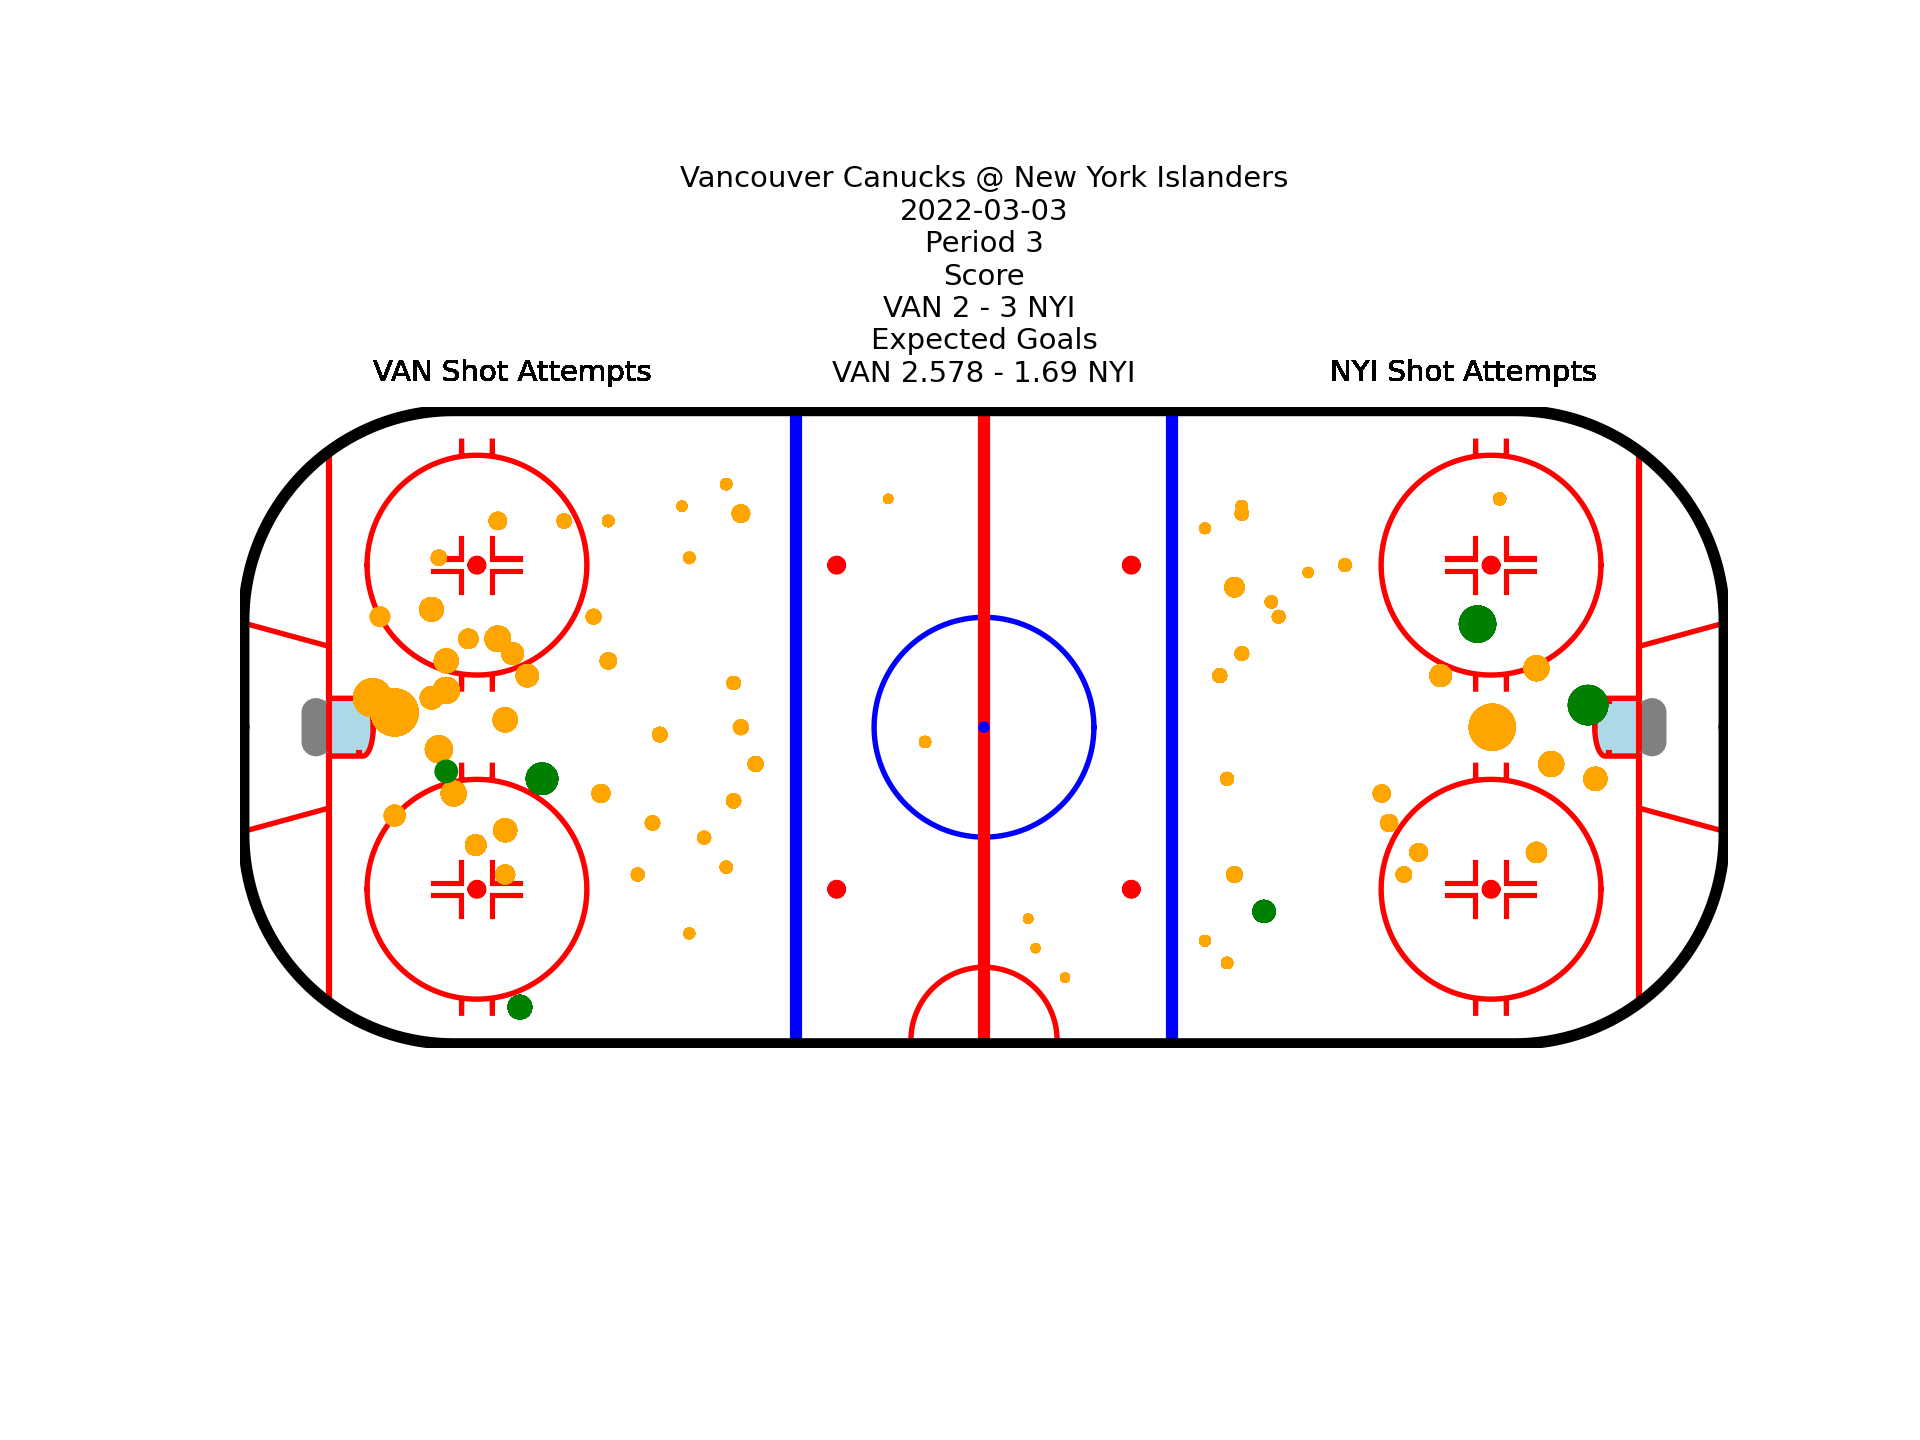 Vancouver Canucks @ New York Islanders
2022-03-03
Period 3
Score
VAN 2 - 3 NYI
Expected Goals
VAN 2.578 - 1.69 NYI
VAN Shot Attempts
NYI Shot Attempts